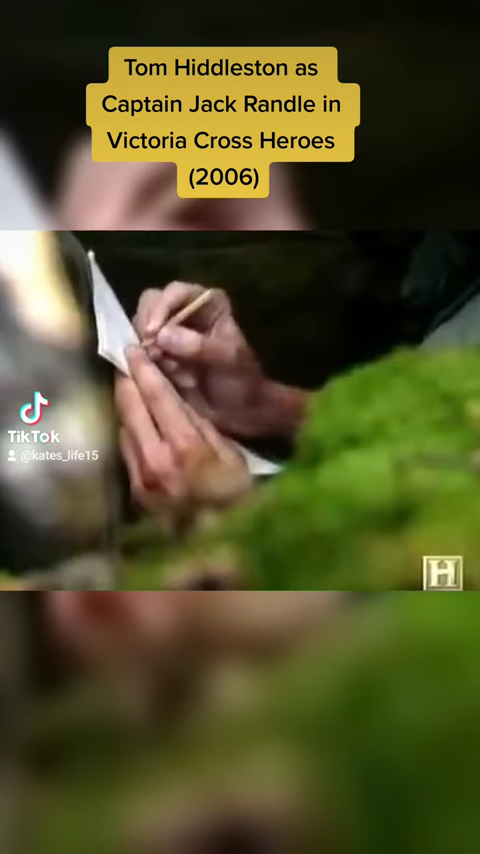 Tom Hiddleston as
Captain Jack Randle in
Victoria Cross Heroes
(2006)
TikTok
@kates_life15
H